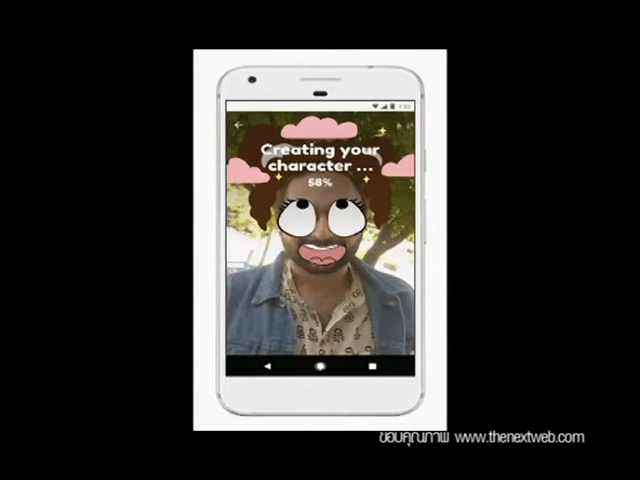 Creating your
character ...
58%
ขอบคุณภาพ www.thenextweb.com